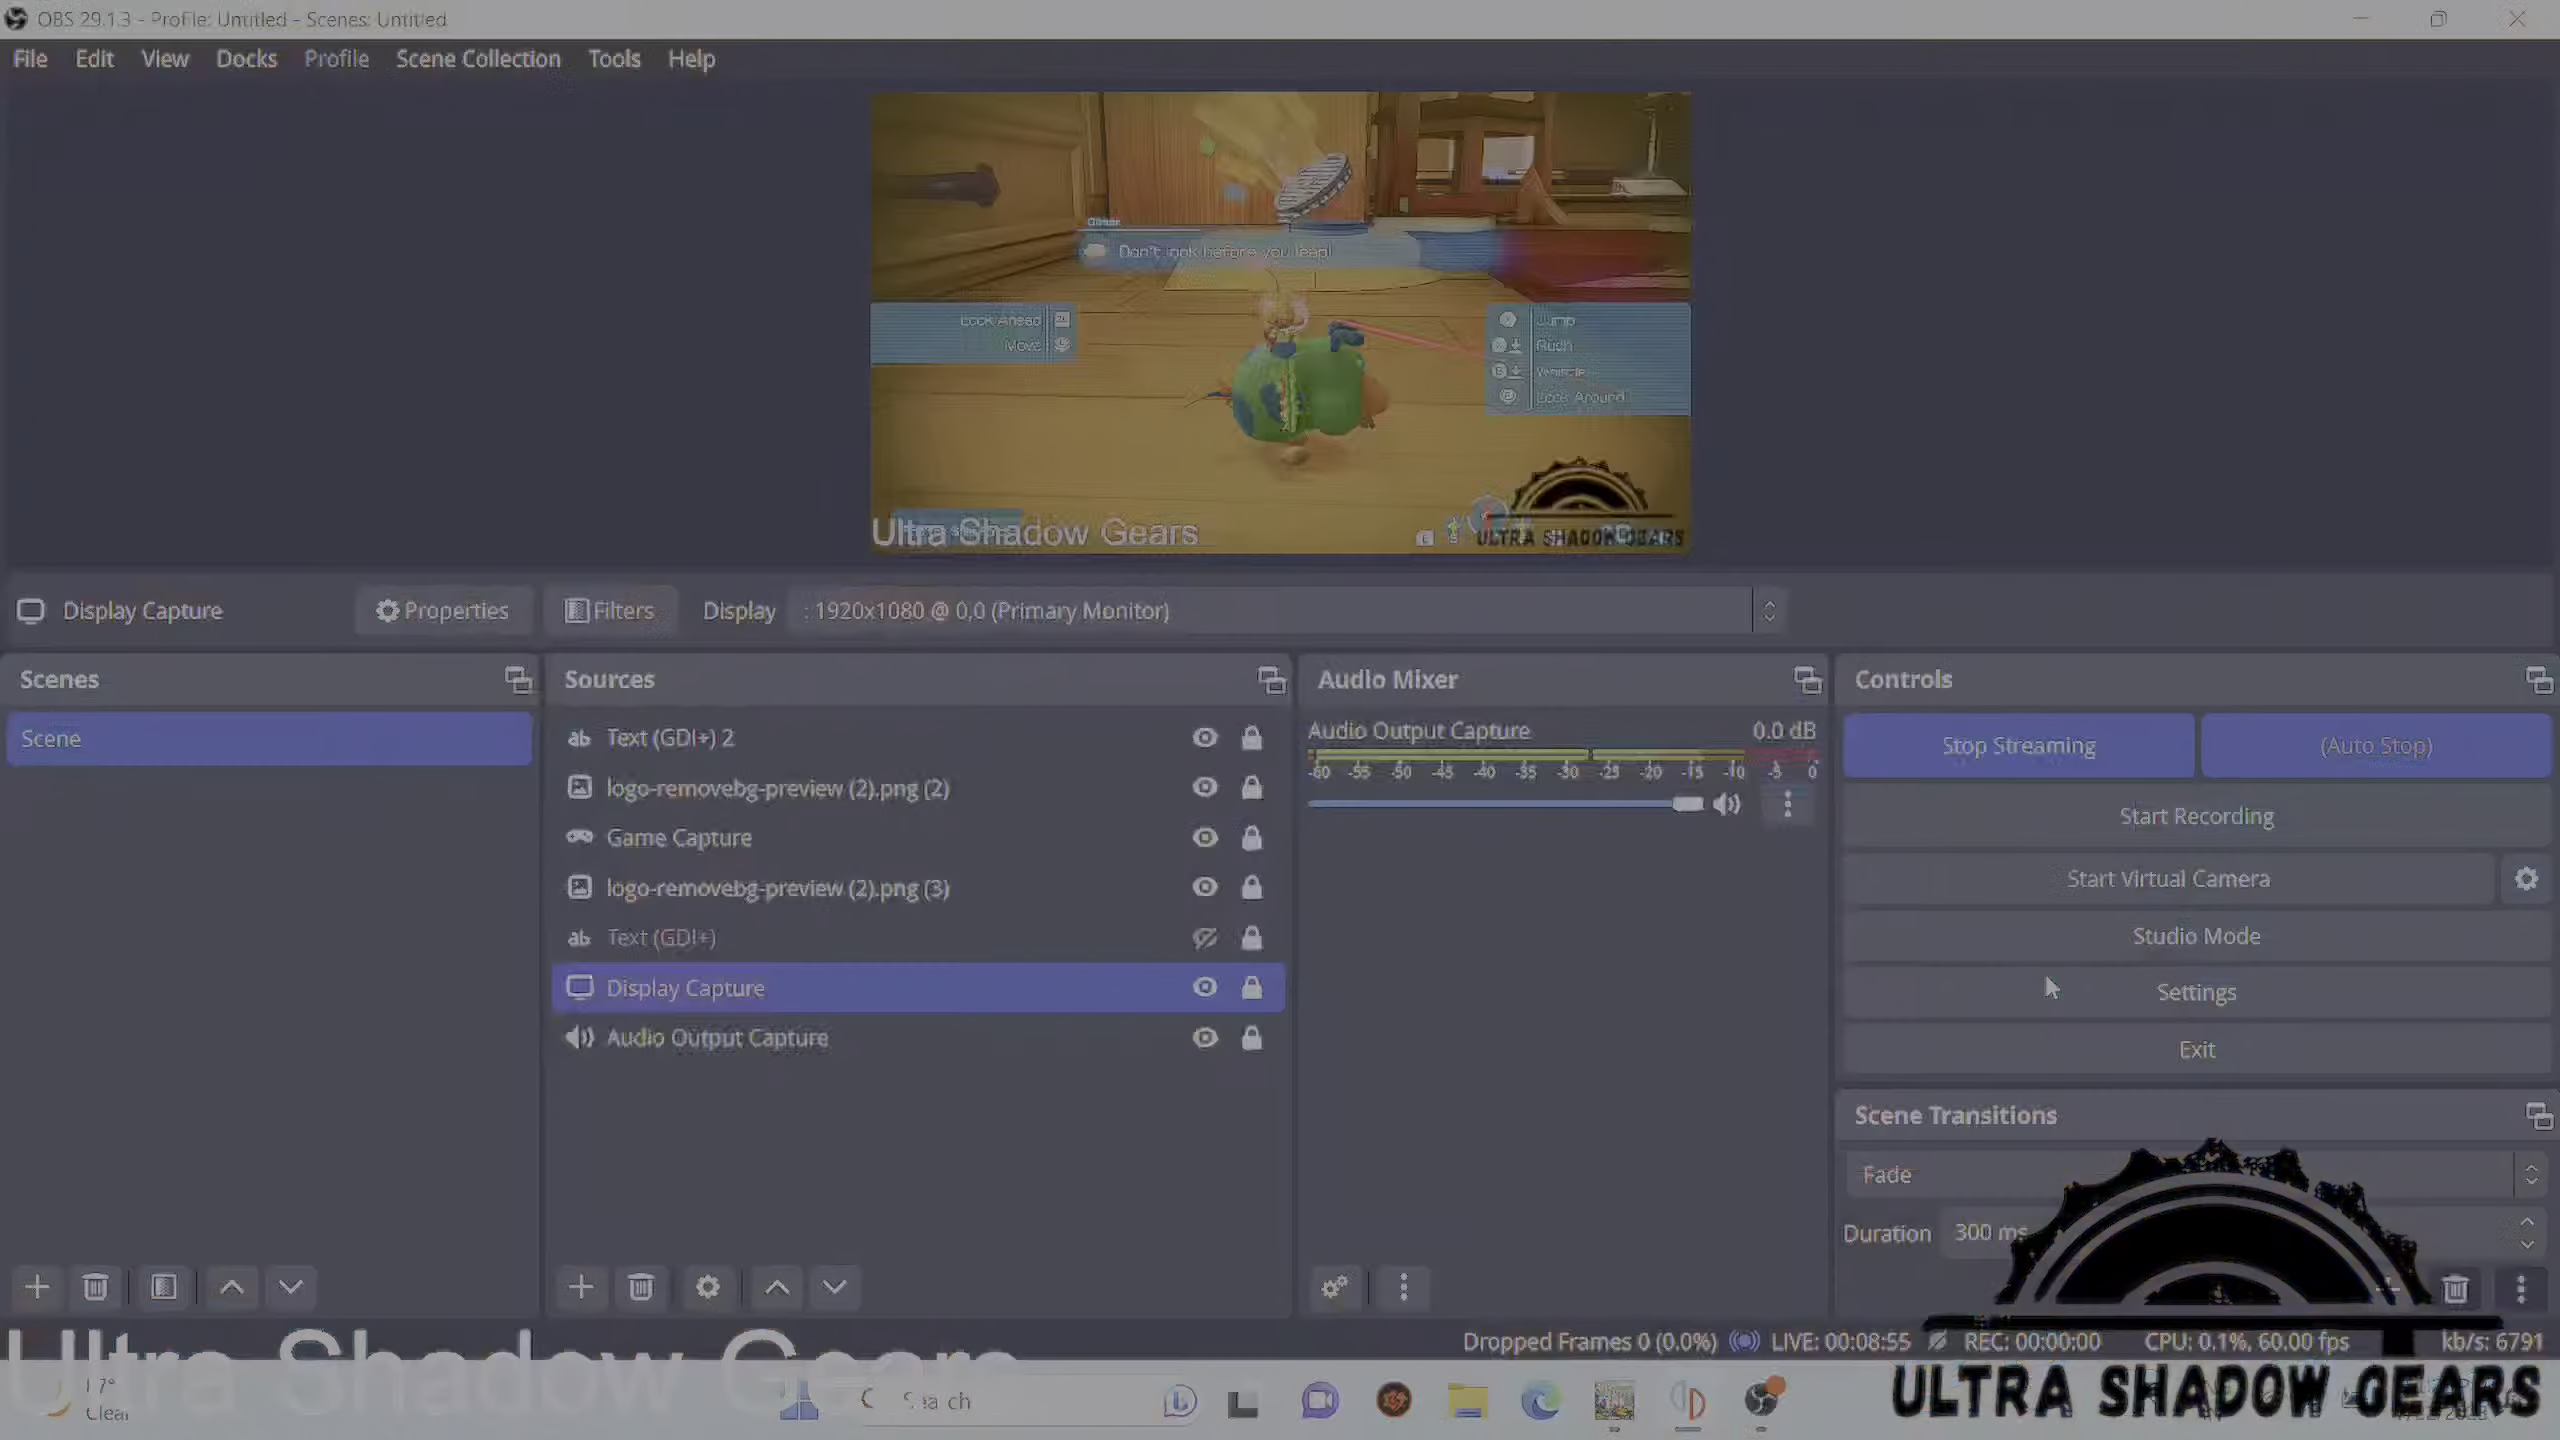 OBS 29.1.3 - Profile: Untitled - Scenes: Untitled
File Edit View Docks Profile Scene Collection Tools Help
Don't look before you leap!
Look Ahead
Move
Jump
Rush
Look Around
Ultra Shadow Gears
ULTRA SHADOW GEARS
Display Capture Properties Filters Display : 1920x1080 @ 0,0 (Primary Monitor)
Scenes
Scene
Sources
Text (GDI+) 2
logo-removebg-preview (2).png (2)
Game Capture
logo-removebg-preview (2).png (3)
Text (GDI+)
Display Capture
Audio Output Capture
Audio Mixer
Audio Output Capture 0.0 dB
-60 -55 -50 -45 -40 -35 -30 -25 -20 -15 -10 -5 0
Controls
Stop Streaming (Auto Stop)
Start Recording
Start Virtual Camera
Studio Mode
Settings
Exit
Scene Transitions
Fade
Duration 300 ms
Dropped Frames 0 (0.0%) LIVE: 00:08:55 REC: 00:00:00 CPU: 0.1%, 60.00 fps kb/s: 6791
Ultra Shadow Gears
ULTRA SHADOW GEARS